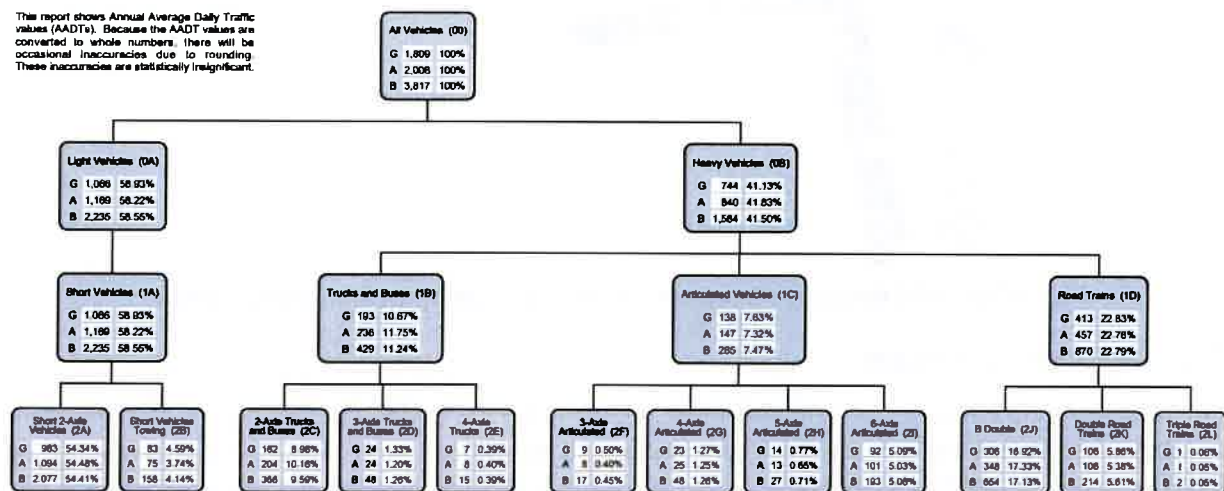 This report shows Annual Average Daily Traffic
values (AADTs). Because the AADT values are
converted to whole numbers, there will be
occasional inaccuracies due to rounding.
These inaccuracies are statistically insignificant.
All Vehicles (00)
G 1,809 100%
A 2,008 100%
B 3,817 100%
Light Vehicles (0A)
G 1,066 58.93%
A 1,169 58.22%
B 2,235 58.55%
Heavy Vehicles (0B)
G 744 41.13%
A 840 41.83%
B 1,584 41.50%
Short Vehicles (1A)
G 1,066 58.93%
A 1,169 58.22%
B 2,235 58.55%
Trucks and Buses (1B)
G 193 10.67%
A 236 11.75%
B 429 11.24%
Articulated Vehicles (1C)
G 138 7.63%
A 147 7.32%
B 285 7.47%
Road Trains (1D)
G 413 22.83%
A 457 22.76%
B 870 22.79%
Short 2-Axle
Vehicles (2A)
G 983 54.34%
A 1,094 54.48%
B 2,077 54.41%
Short Vehicles
Towing (2B)
G 83 4.59%
A 75 3.74%
B 158 4.14%
2-Axle Trucks
and Buses (2C)
G 162 8.96%
A 204 10.16%
B 366 9.59%
3-Axle Trucks
and Buses (2D)
G 24 1.33%
A 24 1.20%
B 48 1.26%
4-Axle
Trucks (2E)
G 7 0.39%
A 8 0.40%
B 15 0.39%
3-Axle
Articulated (2F)
G 9 0.50%
A 8 0.40%
B 17 0.45%
4-Axle
Articulated (2G)
G 23 1.27%
A 25 1.25%
B 48 1.26%
5-Axle
Articulated (2H)
G 14 0.77%
A 13 0.65%
B 27 0.71%
6-Axle
Articulated (2I)
G 92 5.09%
A 101 5.03%
B 193 5.06%
B Double (2J)
G 306 16.92%
A 348 17.33%
B 654 17.13%
Double Road
Trains (2K)
G 106 5.86%
A 108 5.38%
B 214 5.61%
Triple Road
Trains (2L)
G 1 0.06%
A 1 0.05%
B 2 0.05%